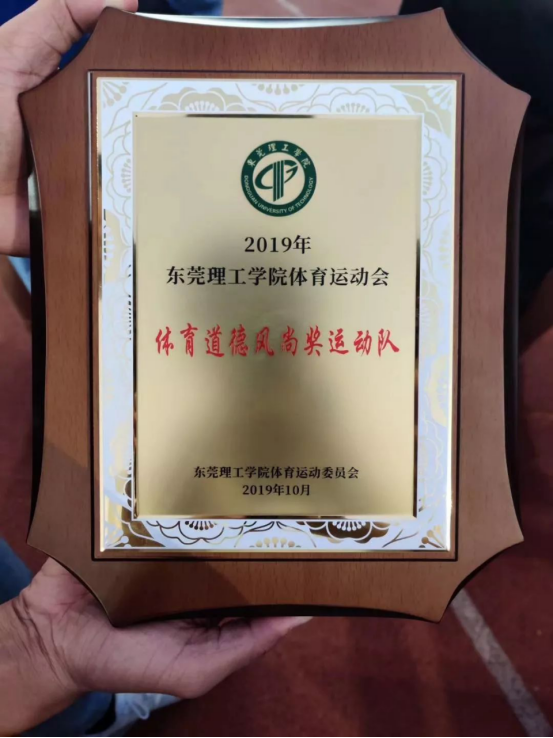 東莞理工学院
DONGGUAN UNIVERSITY OF TECHNOLOGY
2019年
东莞理工学院体育运动会
体育道德风尚奖运动队
东莞理工学院体育运动委员会
2019年10月